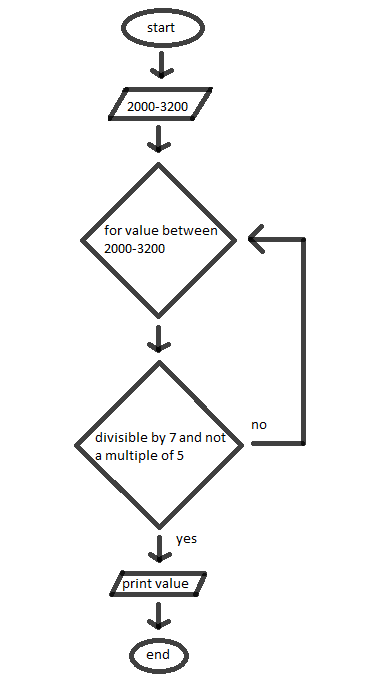 start
2000-3200
for value between
2000-3200
divisible by 7 and not
a multiple of 5
no
yes
print value
end